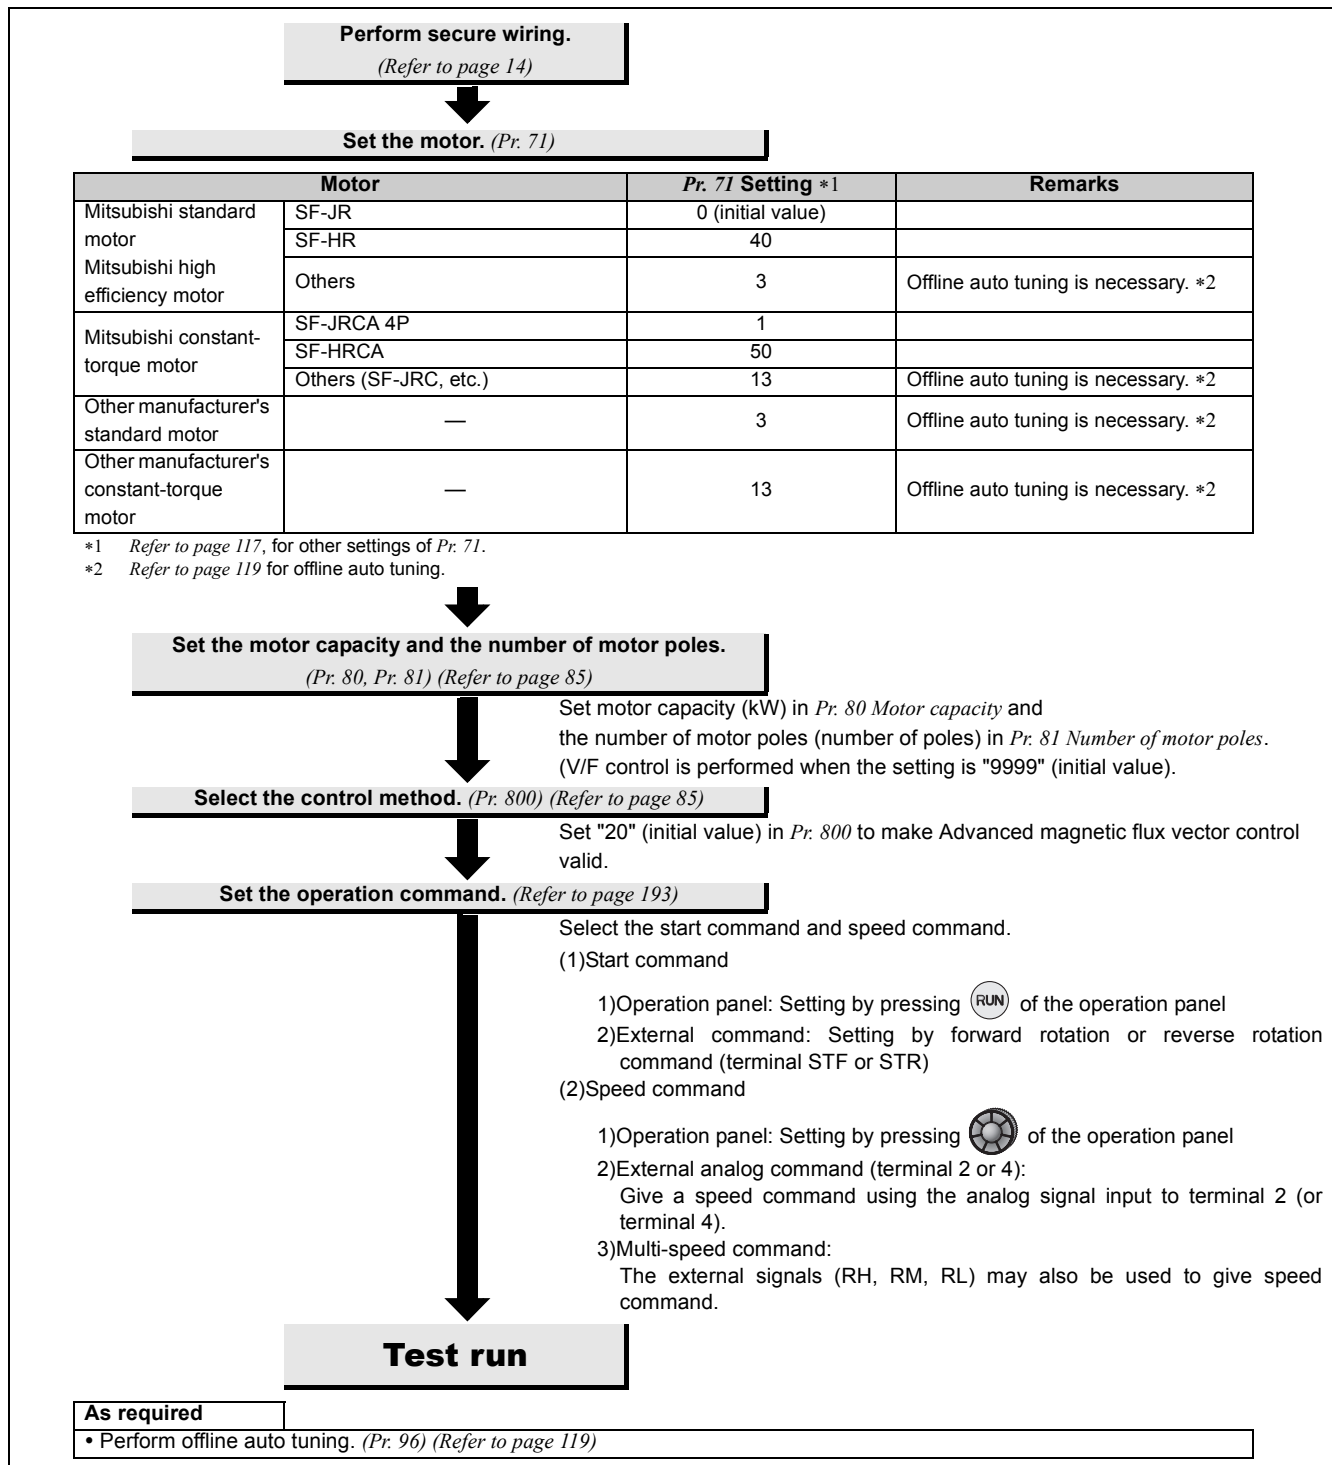 Perform secure wiring.
(Refer to page 14)
Set the motor. (Pr. 71)
Motor Pr. 71 Setting *1 Remarks
Mitsubishi standard motor
Mitsubishi high efficiency motor
SF-JR 0 (initial value)
SF-HR 40
Others 3 Offline auto tuning is necessary. *2
Mitsubishi constant-torque motor
SF-JRCA 4P 1
SF-HRCA 50
Others (SF-JRC, etc.) 13 Offline auto tuning is necessary. *2
Other manufacturer's standard motor — 3 Offline auto tuning is necessary. *2
Other manufacturer's constant-torque motor — 13 Offline auto tuning is necessary. *2
*1 Refer to page 117, for other settings of Pr. 71.
*2 Refer to page 119 for offline auto tuning.
Set the motor capacity and the number of motor poles.
(Pr. 80, Pr. 81) (Refer to page 85)
Set motor capacity (kW) in Pr. 80 Motor capacity and
the number of motor poles (number of poles) in Pr. 81 Number of motor poles.
(V/F control is performed when the setting is "9999" (initial value).
Select the control method. (Pr. 800) (Refer to page 85)
Set "20" (initial value) in Pr. 800 to make Advanced magnetic flux vector control
valid.
Set the operation command. (Refer to page 193)
Select the start command and speed command.
(1)Start command
1)Operation panel: Setting by pressing RUN of the operation panel
2)External command: Setting by forward rotation or reverse rotation
command (terminal STF or STR)
(2)Speed command
1)Operation panel: Setting by pressing of the operation panel
2)External analog command (terminal 2 or 4):
Give a speed command using the analog signal input to terminal 2 (or
terminal 4).
3)Multi-speed command:
The external signals (RH, RM, RL) may also be used to give speed
command.
Test run
As required
• Perform offline auto tuning. (Pr. 96) (Refer to page 119)